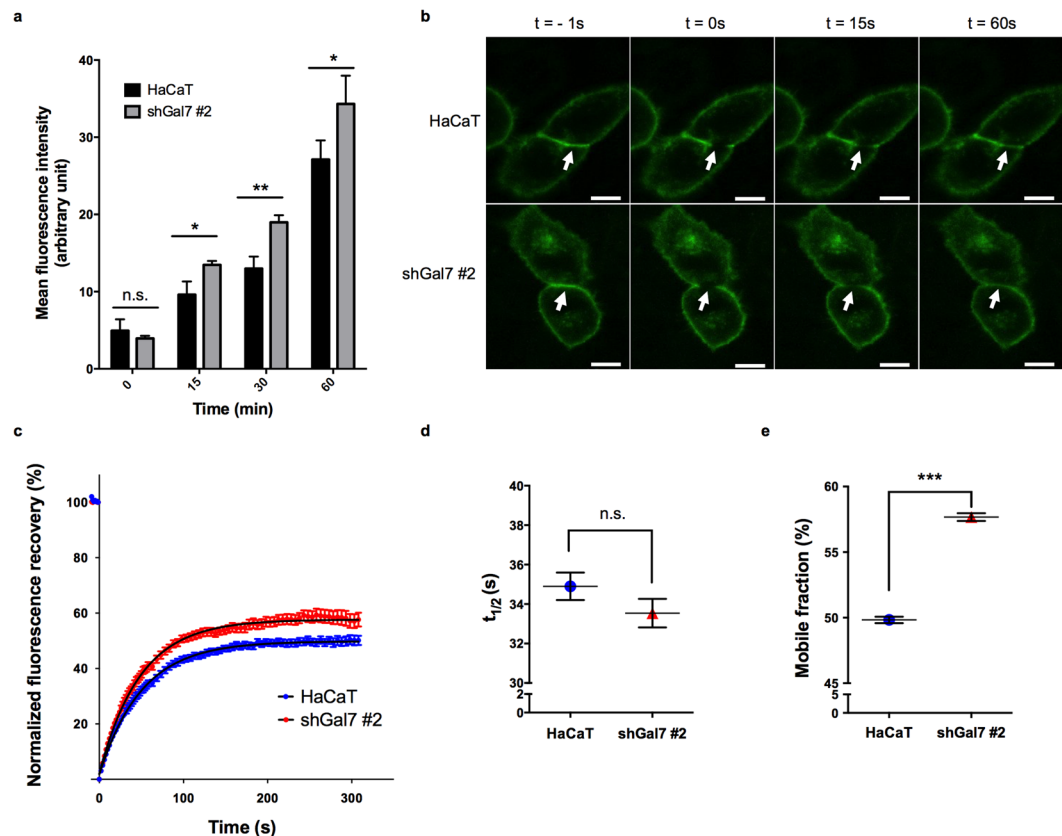 a
Mean fluorescence intensity
(arbitrary unit)
40
30
20
10
0
HaCaT
shGal7 #2
n.s.
*
**
*
0
15
30
60
Time (min)
b
t = - 1s
t = 0s
t = 15s
t = 60s
HaCaT
shGal7 #2
c
Normalized fluorescence recovery (%)
100
80
60
40
20
HaCaT
shGal7 #2
0
100
200
300
Time (s)
d
t1/2 (s)
40
38
36
34
32
30
2
0
n.s.
HaCaT
shGal7 #2
e
Mobile fraction (%)
60
55
50
45
5
0
***
HaCaT
shGal7 #2